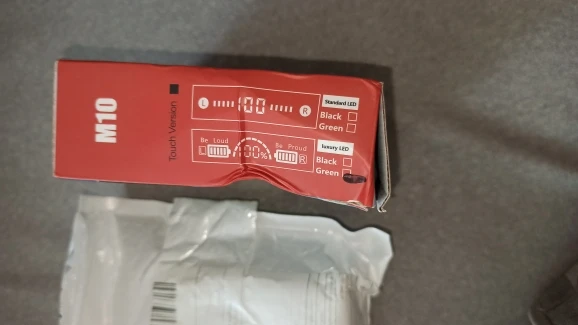 M10
Touch Version
L 100 R
Standard LED
Black
Green
Be Loud Be Proud
L 100% R
luxury LED
Black
Green